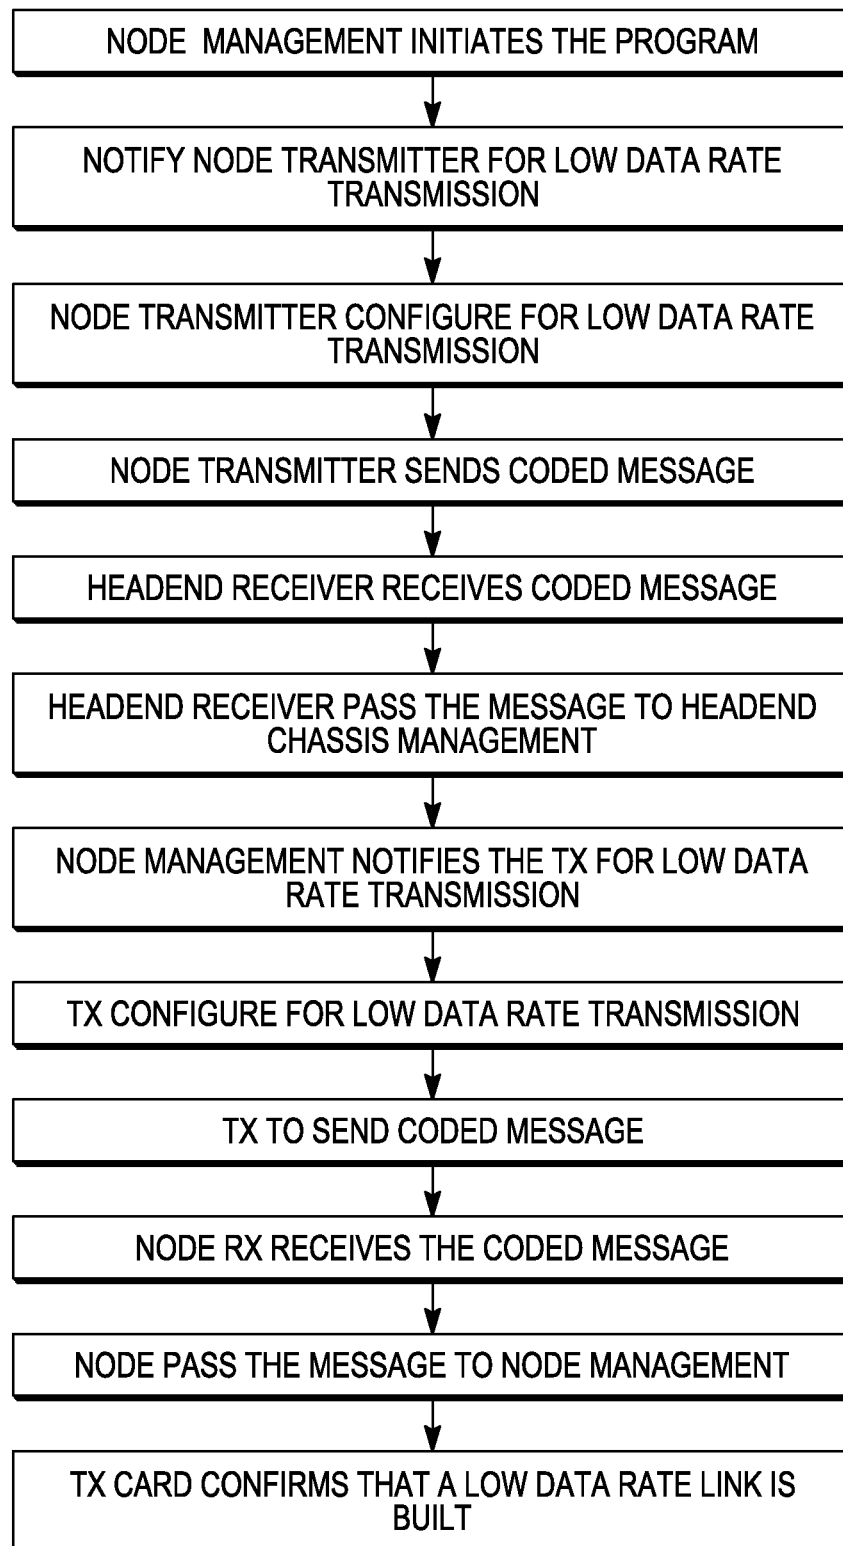 NODE MANAGEMENT INITIATES THE PROGRAM
NOTIFY NODE TRANSMITTER FOR LOW DATA RATE
TRANSMISSION
NODE TRANSMITTER CONFIGURE FOR LOW DATA RATE
TRANSMISSION
NODE TRANSMITTER SENDS CODED MESSAGE
HEADEND RECEIVER RECEIVES CODED MESSAGE
HEADEND RECEIVER PASS THE MESSAGE TO HEADEND
CHASSIS MANAGEMENT
NODE MANAGEMENT NOTIFIES THE TX FOR LOW DATA
RATE TRANSMISSION
TX CONFIGURE FOR LOW DATA RATE TRANSMISSION
TX TO SEND CODED MESSAGE
NODE RX RECEIVES THE CODED MESSAGE
NODE PASS THE MESSAGE TO NODE MANAGEMENT
TX CARD CONFIRMS THAT A LOW DATA RATE LINK IS
BUILT